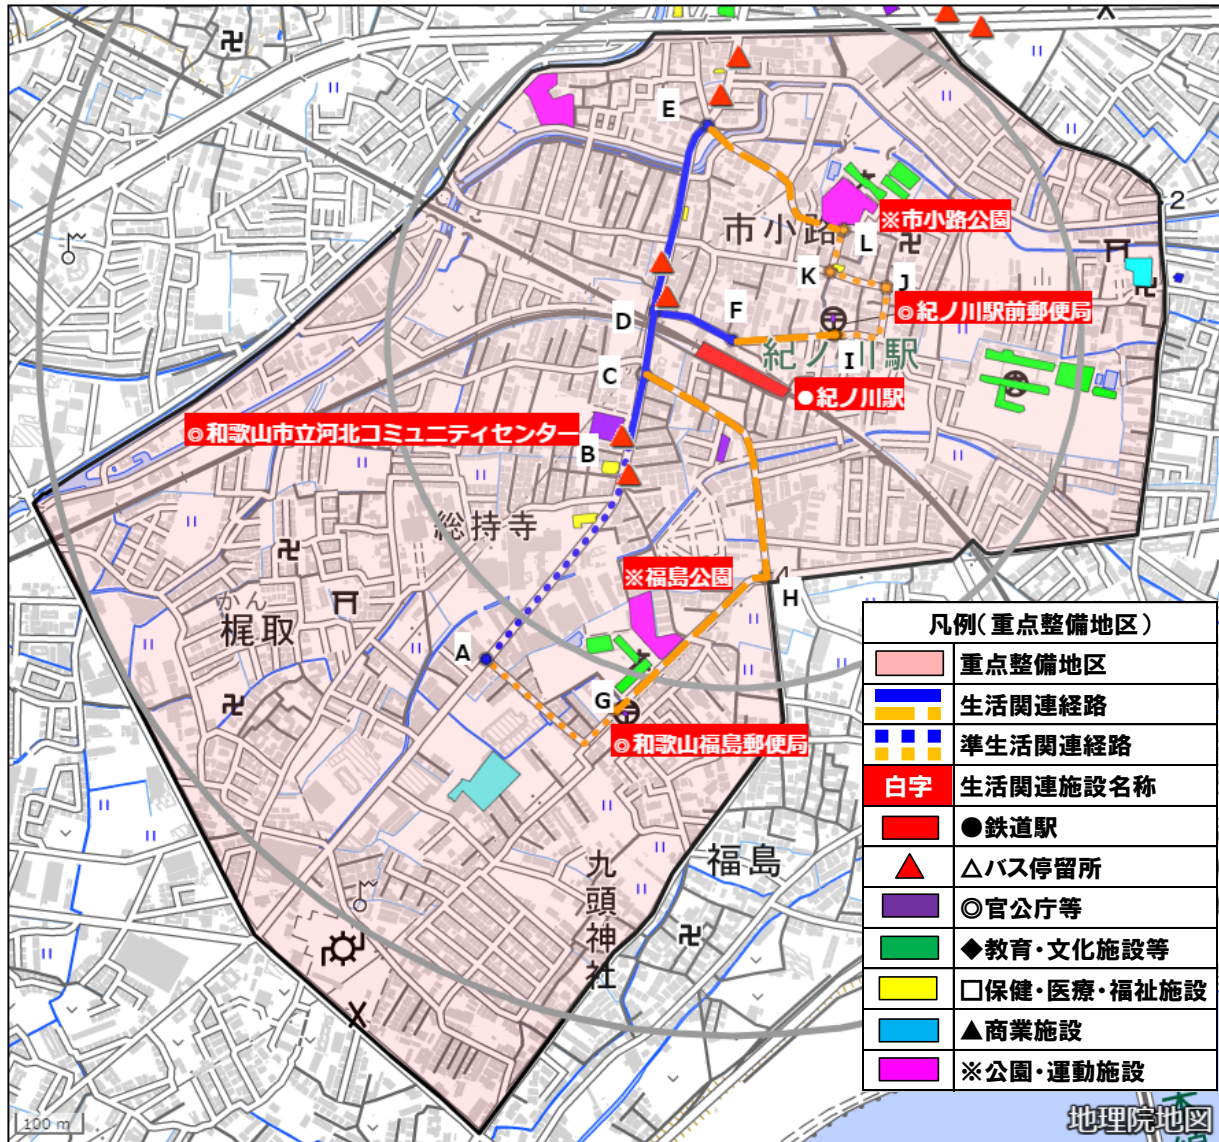 E
2
※市小路公園
市小路
L
K
J
◎紀ノ川駅前郵便局
F
D
紀ノ川駅
I
C
●紀ノ川駅
◎和歌山市立河北コミュニティセンター
B
総持寺
※福島公園
H
かん
梶取
A
G
◎和歌山福島郵便局
福島
九頭神社
凡例(重点整備地区)
重点整備地区
生活関連経路
準生活関連経路
白字
生活関連施設名称
●鉄道駅
△バス停留所
◎官公庁等
◆教育・文化施設等
□保健・医療・福祉施設
▲商業施設
※公園・運動施設
100 m
地理院地図